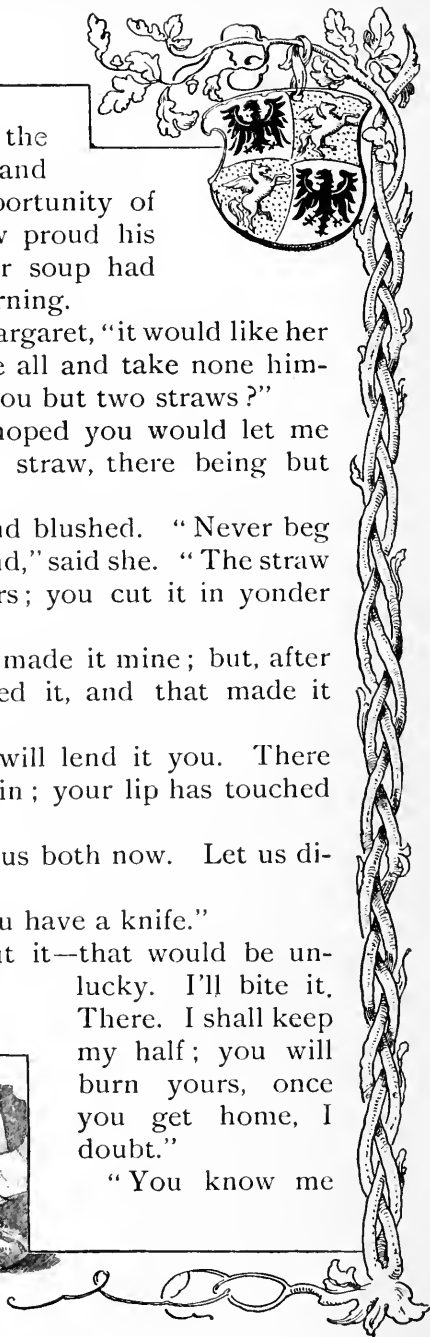 the
and
portunity of
proud his
r soup had
rning.
argaret, "it would like her
e all and take none him-
ou but two straws?"
hoped you would let me
straw, there being but
nd blushed. "Never beg
nd," said she. "The straw
rs; you cut it in yonder
made it mine; but, after
ed it, and that made it
will lend it you. There
in; your lip has touched
us both now. Let us di-
u have a knife."
ut it—that would be un-
lucky. I'll bite it.
There. I shall keep
my half; you will
burn yours, once
you get home, I
doubt."
"You know me